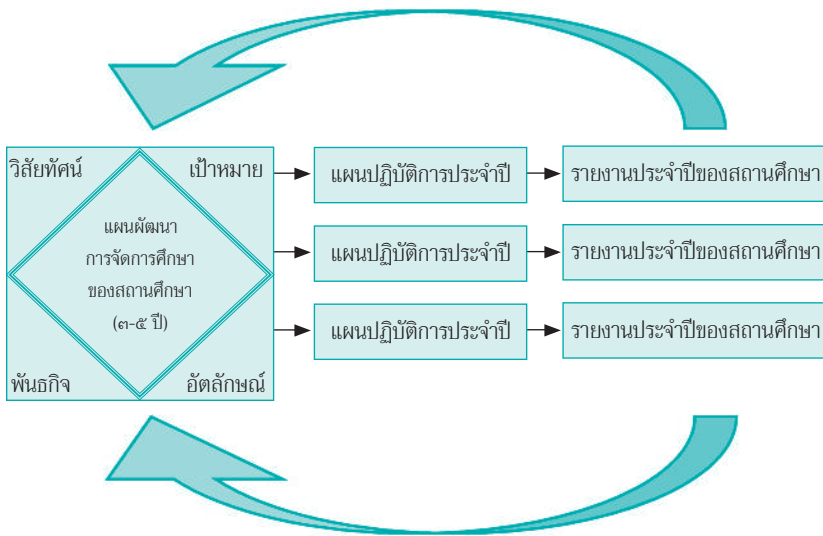 วิสัยทัศน์
เป้าหมาย
แผนพัฒนา
การจัดการศึกษา
ของสถานศึกษา
(๓-๕ ปี)
พันธกิจ
อัตลักษณ์
แผนปฏิบัติการประจำปี
รายงานประจำปีของสถานศึกษา
แผนปฏิบัติการประจำปี
รายงานประจำปีของสถานศึกษา
แผนปฏิบัติการประจำปี
รายงานประจำปีของสถานศึกษา